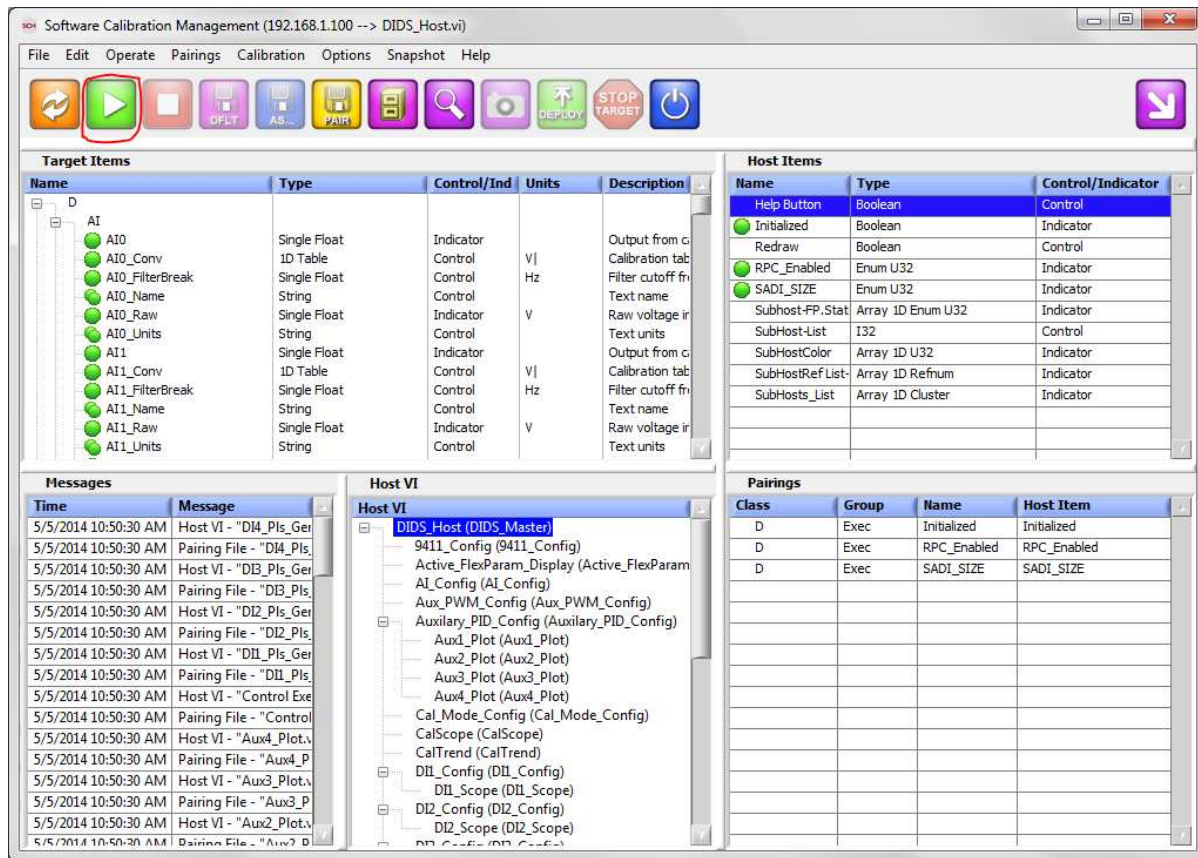 SCM Software Calibration Management (192.168.1.100 --> DIDS_Host.vi)
File Edit Operate Pairings Calibration Options Snapshot Help
DFLT AS... PAIR DEPLOY STOP TARGET
Target Items
Name Type Control/Ind Units Description
D
AI
AI0 Single Float Indicator Output from ca
AI0_Conv 1D Table Control V| Calibration tab
AI0_FilterBreak Single Float Control Hz Filter cutoff fre
AI0_Name String Control Text name
AI0_Raw Single Float Indicator V Raw voltage ir
AI0_Units String Control Text units
AI1 Single Float Indicator Output from ca
AI1_Conv 1D Table Control V| Calibration tab
AI1_FilterBreak Single Float Control Hz Filter cutoff fre
AI1_Name String Control Text name
AI1_Raw Single Float Indicator V Raw voltage ir
AI1_Units String Control Text units
Host Items
Name Type Control/Indicator
Help Button Boolean Control
Initialized Boolean Indicator
Redraw Boolean Control
RPC_Enabled Enum U32 Indicator
SADI_SIZE Enum U32 Indicator
Subhost-FP.Stat Array 1D Enum U32 Indicator
SubHost-List I32 Control
SubHostColor Array 1D U32 Indicator
SubHostRef List- Array 1D Refnum Indicator
SubHosts_List Array 1D Cluster Indicator
Messages
Time Message
5/5/2014 10:50:30 AM Host VI - "DI4_Pls_Ger
5/5/2014 10:50:30 AM Pairing File - "DI4_Pls_
5/5/2014 10:50:30 AM Host VI - "DI3_Pls_Ger
5/5/2014 10:50:30 AM Pairing File - "DI3_Pls_
5/5/2014 10:50:30 AM Host VI - "DI2_Pls_Ger
5/5/2014 10:50:30 AM Pairing File - "DI2_Pls_
5/5/2014 10:50:30 AM Host VI - "DI1_Pls_Ger
5/5/2014 10:50:30 AM Pairing File - "DI1_Pls_
5/5/2014 10:50:30 AM Host VI - "Control Exe
5/5/2014 10:50:30 AM Pairing File - "Control
5/5/2014 10:50:30 AM Host VI - "Aux4_Plot.v
5/5/2014 10:50:30 AM Pairing File - "Aux4_P
5/5/2014 10:50:30 AM Host VI - "Aux3_Plot.v
5/5/2014 10:50:30 AM Pairing File - "Aux3_P
5/5/2014 10:50:30 AM Host VI - "Aux2_Plot.v
5/5/2014 10:50:30 AM Pairing File - "Aux2_P
Host VI
Host VI
DIDS_Host (DIDS_Master)
9411_Config (9411_Config)
Active_FlexParam_Display (Active_FlexParam
AI_Config (AI_Config)
Aux_PWM_Config (Aux_PWM_Config)
Auxilary_PID_Config (Auxilary_PID_Config)
Aux1_Plot (Aux1_Plot)
Aux2_Plot (Aux2_Plot)
Aux3_Plot (Aux3_Plot)
Aux4_Plot (Aux4_Plot)
Cal_Mode_Config (Cal_Mode_Config)
CalScope (CalScope)
CalTrend (CalTrend)
DI1_Config (DI1_Config)
DI1_Scope (DI1_Scope)
DI2_Config (DI2_Config)
DI2_Scope (DI2_Scope)
DI3_Config (DI3_Config)
Pairings
Class Group Name Host Item
D Exec Initialized Initialized
D Exec RPC_Enabled RPC_Enabled
D Exec SADI_SIZE SADI_SIZE